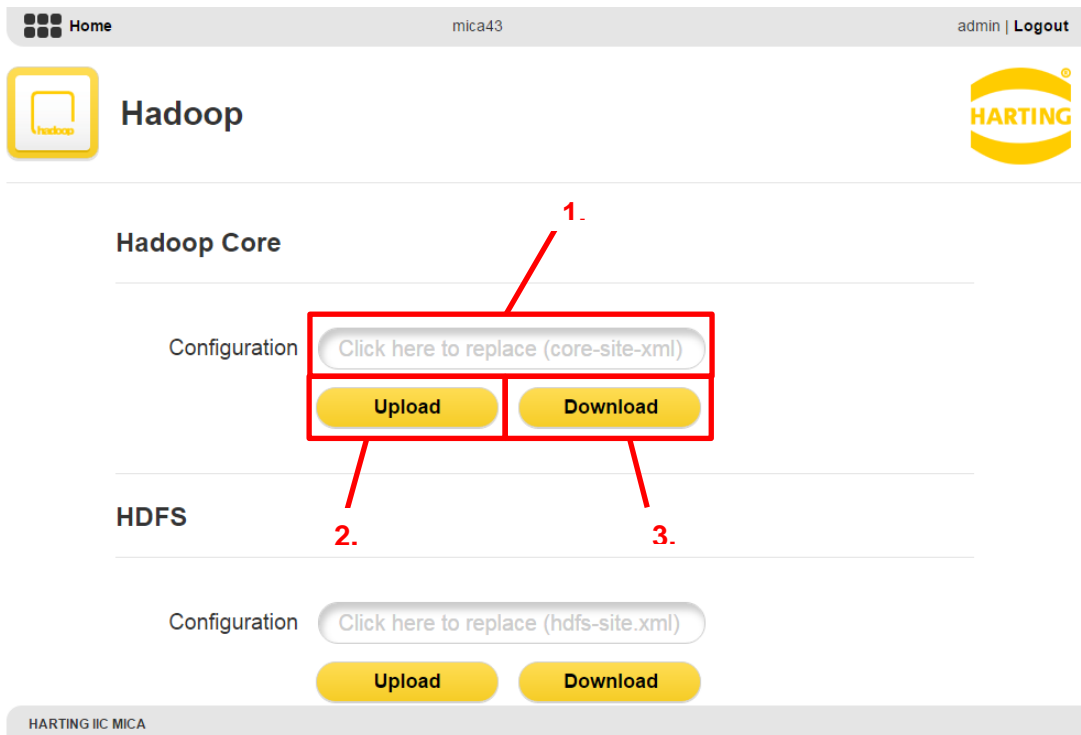 Home mica43 admin | Logout
hadoop
Hadoop
®
HARTING
1.
Hadoop Core
Configuration Click here to replace (core-site-xml)
Upload Download
2. 3.
HDFS
Configuration Click here to replace (hdfs-site.xml)
Upload Download
HARTING IIC MICA